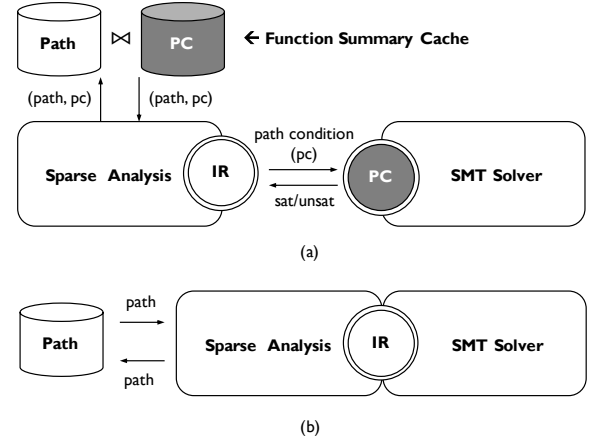 Path ⋈ PC ← Function Summary Cache
(path, pc) (path, pc)
Sparse Analysis IR path condition
(pc) PC SMT Solver
sat/unsat
(a)
Path path
path Sparse Analysis IR SMT Solver
(b)